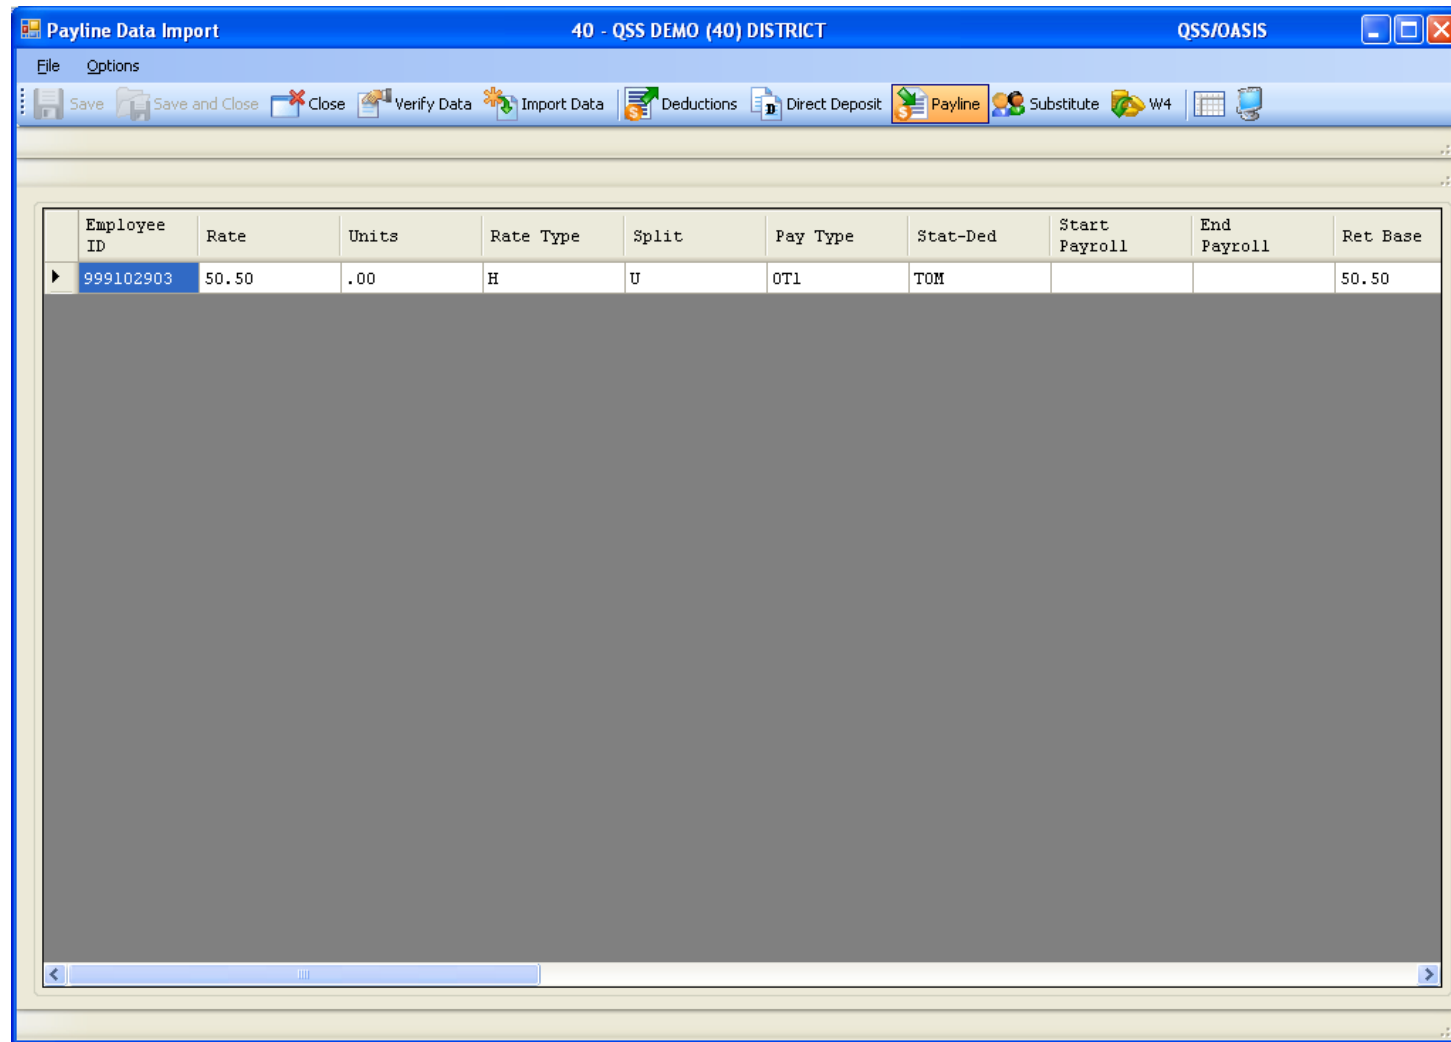 Payline Data Import 40 - QSS DEMO (40) DISTRICT QSS/OASIS
File Options
Save Save and Close Close Verify Data Import Data Deductions Direct Deposit Payline Substitute W4
Employee ID Rate Units Rate Type Split Pay Type Stat-Ded Start Payroll End Payroll Ret Base
999102903 50.50 .00 H U OT1 TOM 50.50